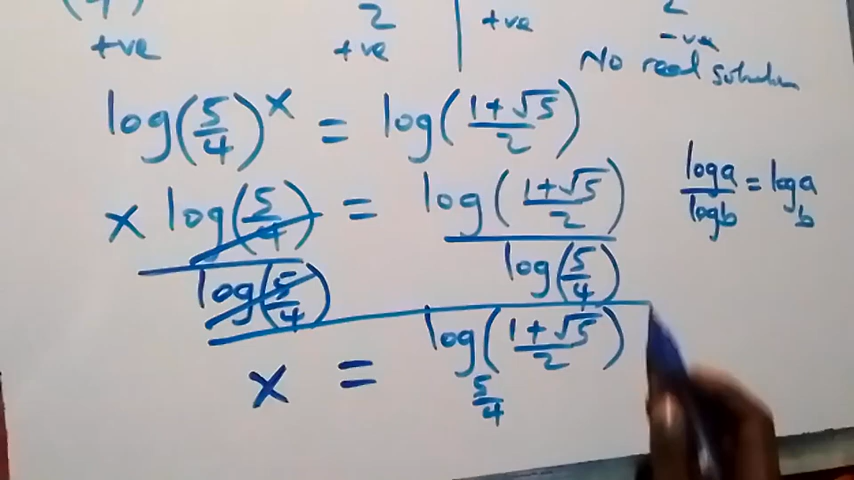 2 2
+ve +ve +ve -ve
No real solution
log(5/4)^x = log((1+√5)/2)
x log(5/4) / log(5/4) = log((1+√5)/2) / log(5/4)
loga/logb = log_b a
x = log_(5/4) ((1+√5)/2)